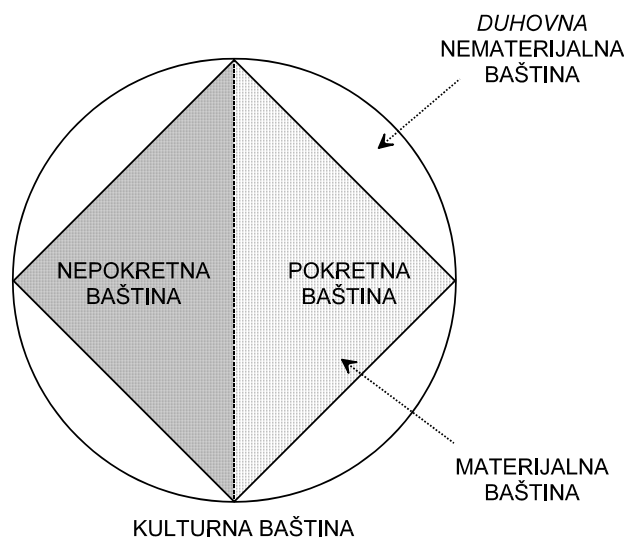 DUHOVNA
NEMATERIJALNA
BAŠTINA
NEPOKRETNA
BAŠTINA
POKRETNA
BAŠTINA
MATERIJALNA
BAŠTINA
KULTURNA BAŠTINA